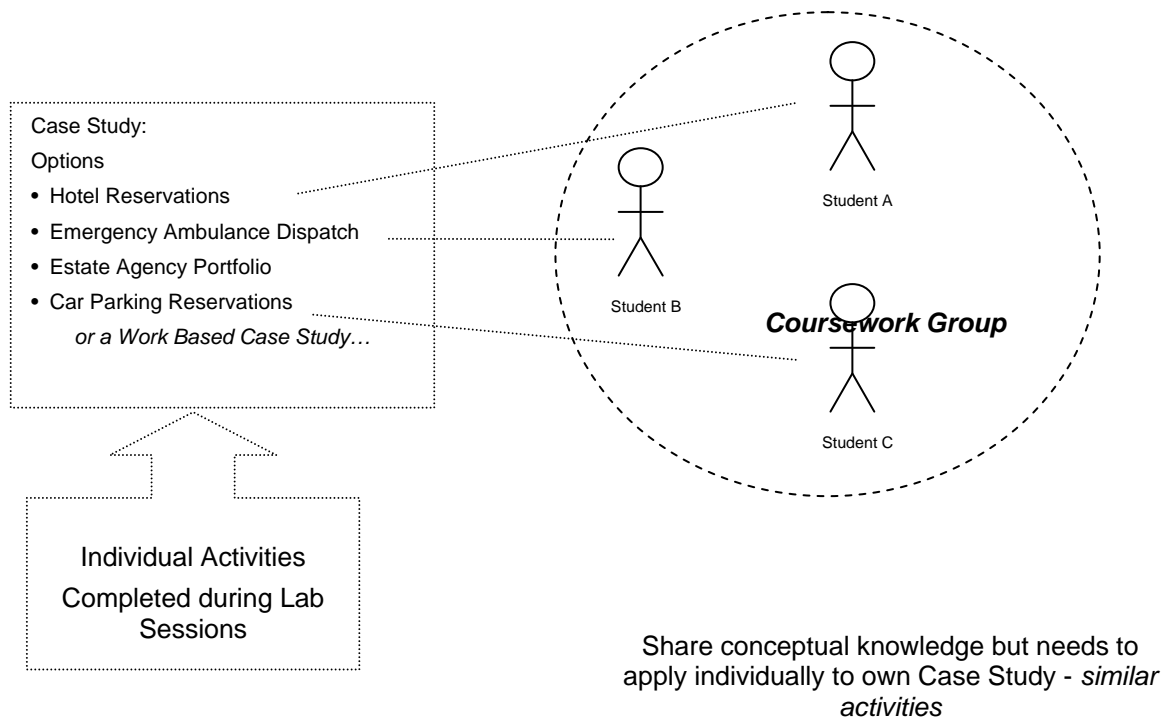 Case Study:
Options
• Hotel Reservations
• Emergency Ambulance Dispatch
• Estate Agency Portfolio
• Car Parking Reservations
or a Work Based Case Study…
Student A
Student B
Coursework Group
Student C
Individual Activities
Completed during Lab
Sessions
Share conceptual knowledge but needs to
apply individually to own Case Study - similar
activities